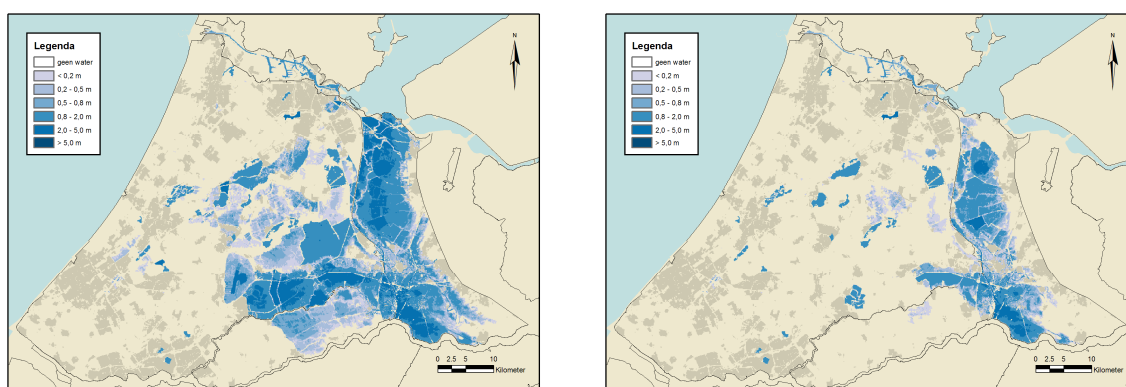 Legenda
geen water
< 0,2 m
0,2 - 0,5 m
0,5 - 0,8 m
0,8 - 2,0 m
2,0 - 5,0 m
> 5,0 m
N
0 2.5 5 10
Kilometer
Legenda
geen water
< 0,2 m
0,2 - 0,5 m
0,5 - 0,8 m
0,8 - 2,0 m
2,0 - 5,0 m
> 5,0 m
N
0 2.5 5 10
Kilometer